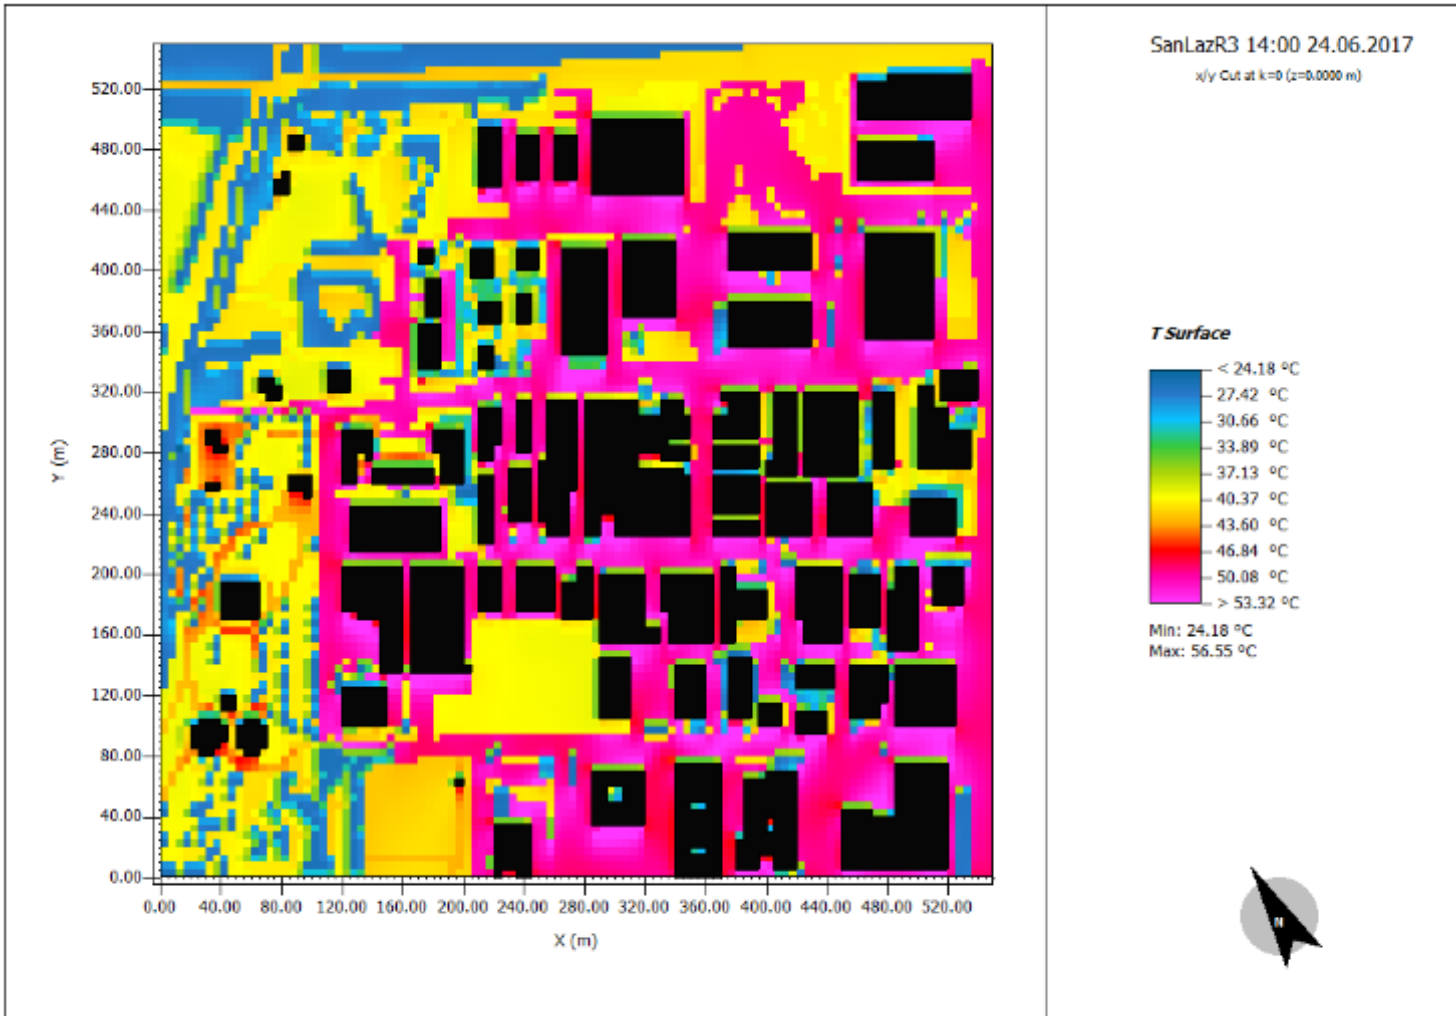 SanLazR3 14:00 24.06.2017
x/y Cut at k=0 (z=0.0000 m)
520.00
480.00
440.00
400.00
360.00
320.00
280.00
240.00
200.00
160.00
120.00
80.00
40.00
0.00
Y (m)
0.00 40.00 80.00 120.00 160.00 200.00 240.00 280.00 320.00 360.00 400.00 440.00 480.00 520.00
X (m)
T Surface
< 24.18 °C
27.42 °C
30.66 °C
33.89 °C
37.13 °C
40.37 °C
43.60 °C
46.84 °C
50.08 °C
> 53.32 °C
Min: 24.18 °C
Max: 56.55 °C
N